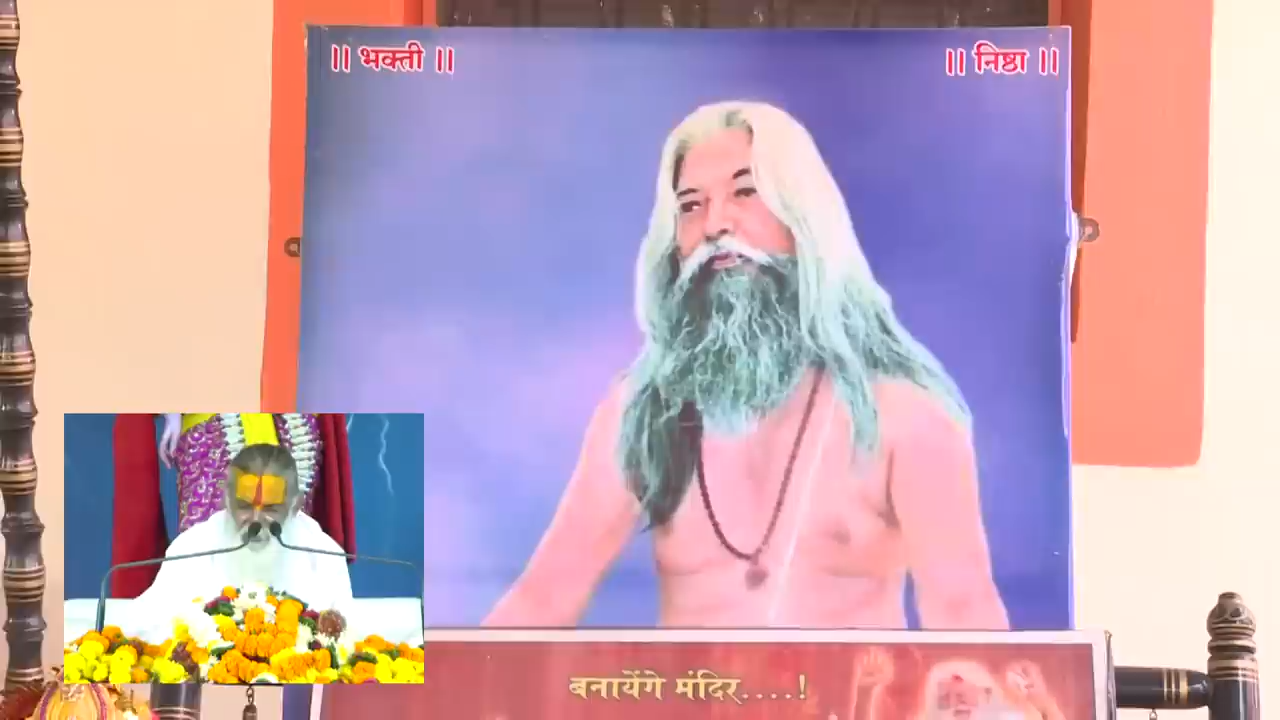 || भक्ती ||
|| निष्ठा ||
बनायेंगे मंदिर....!